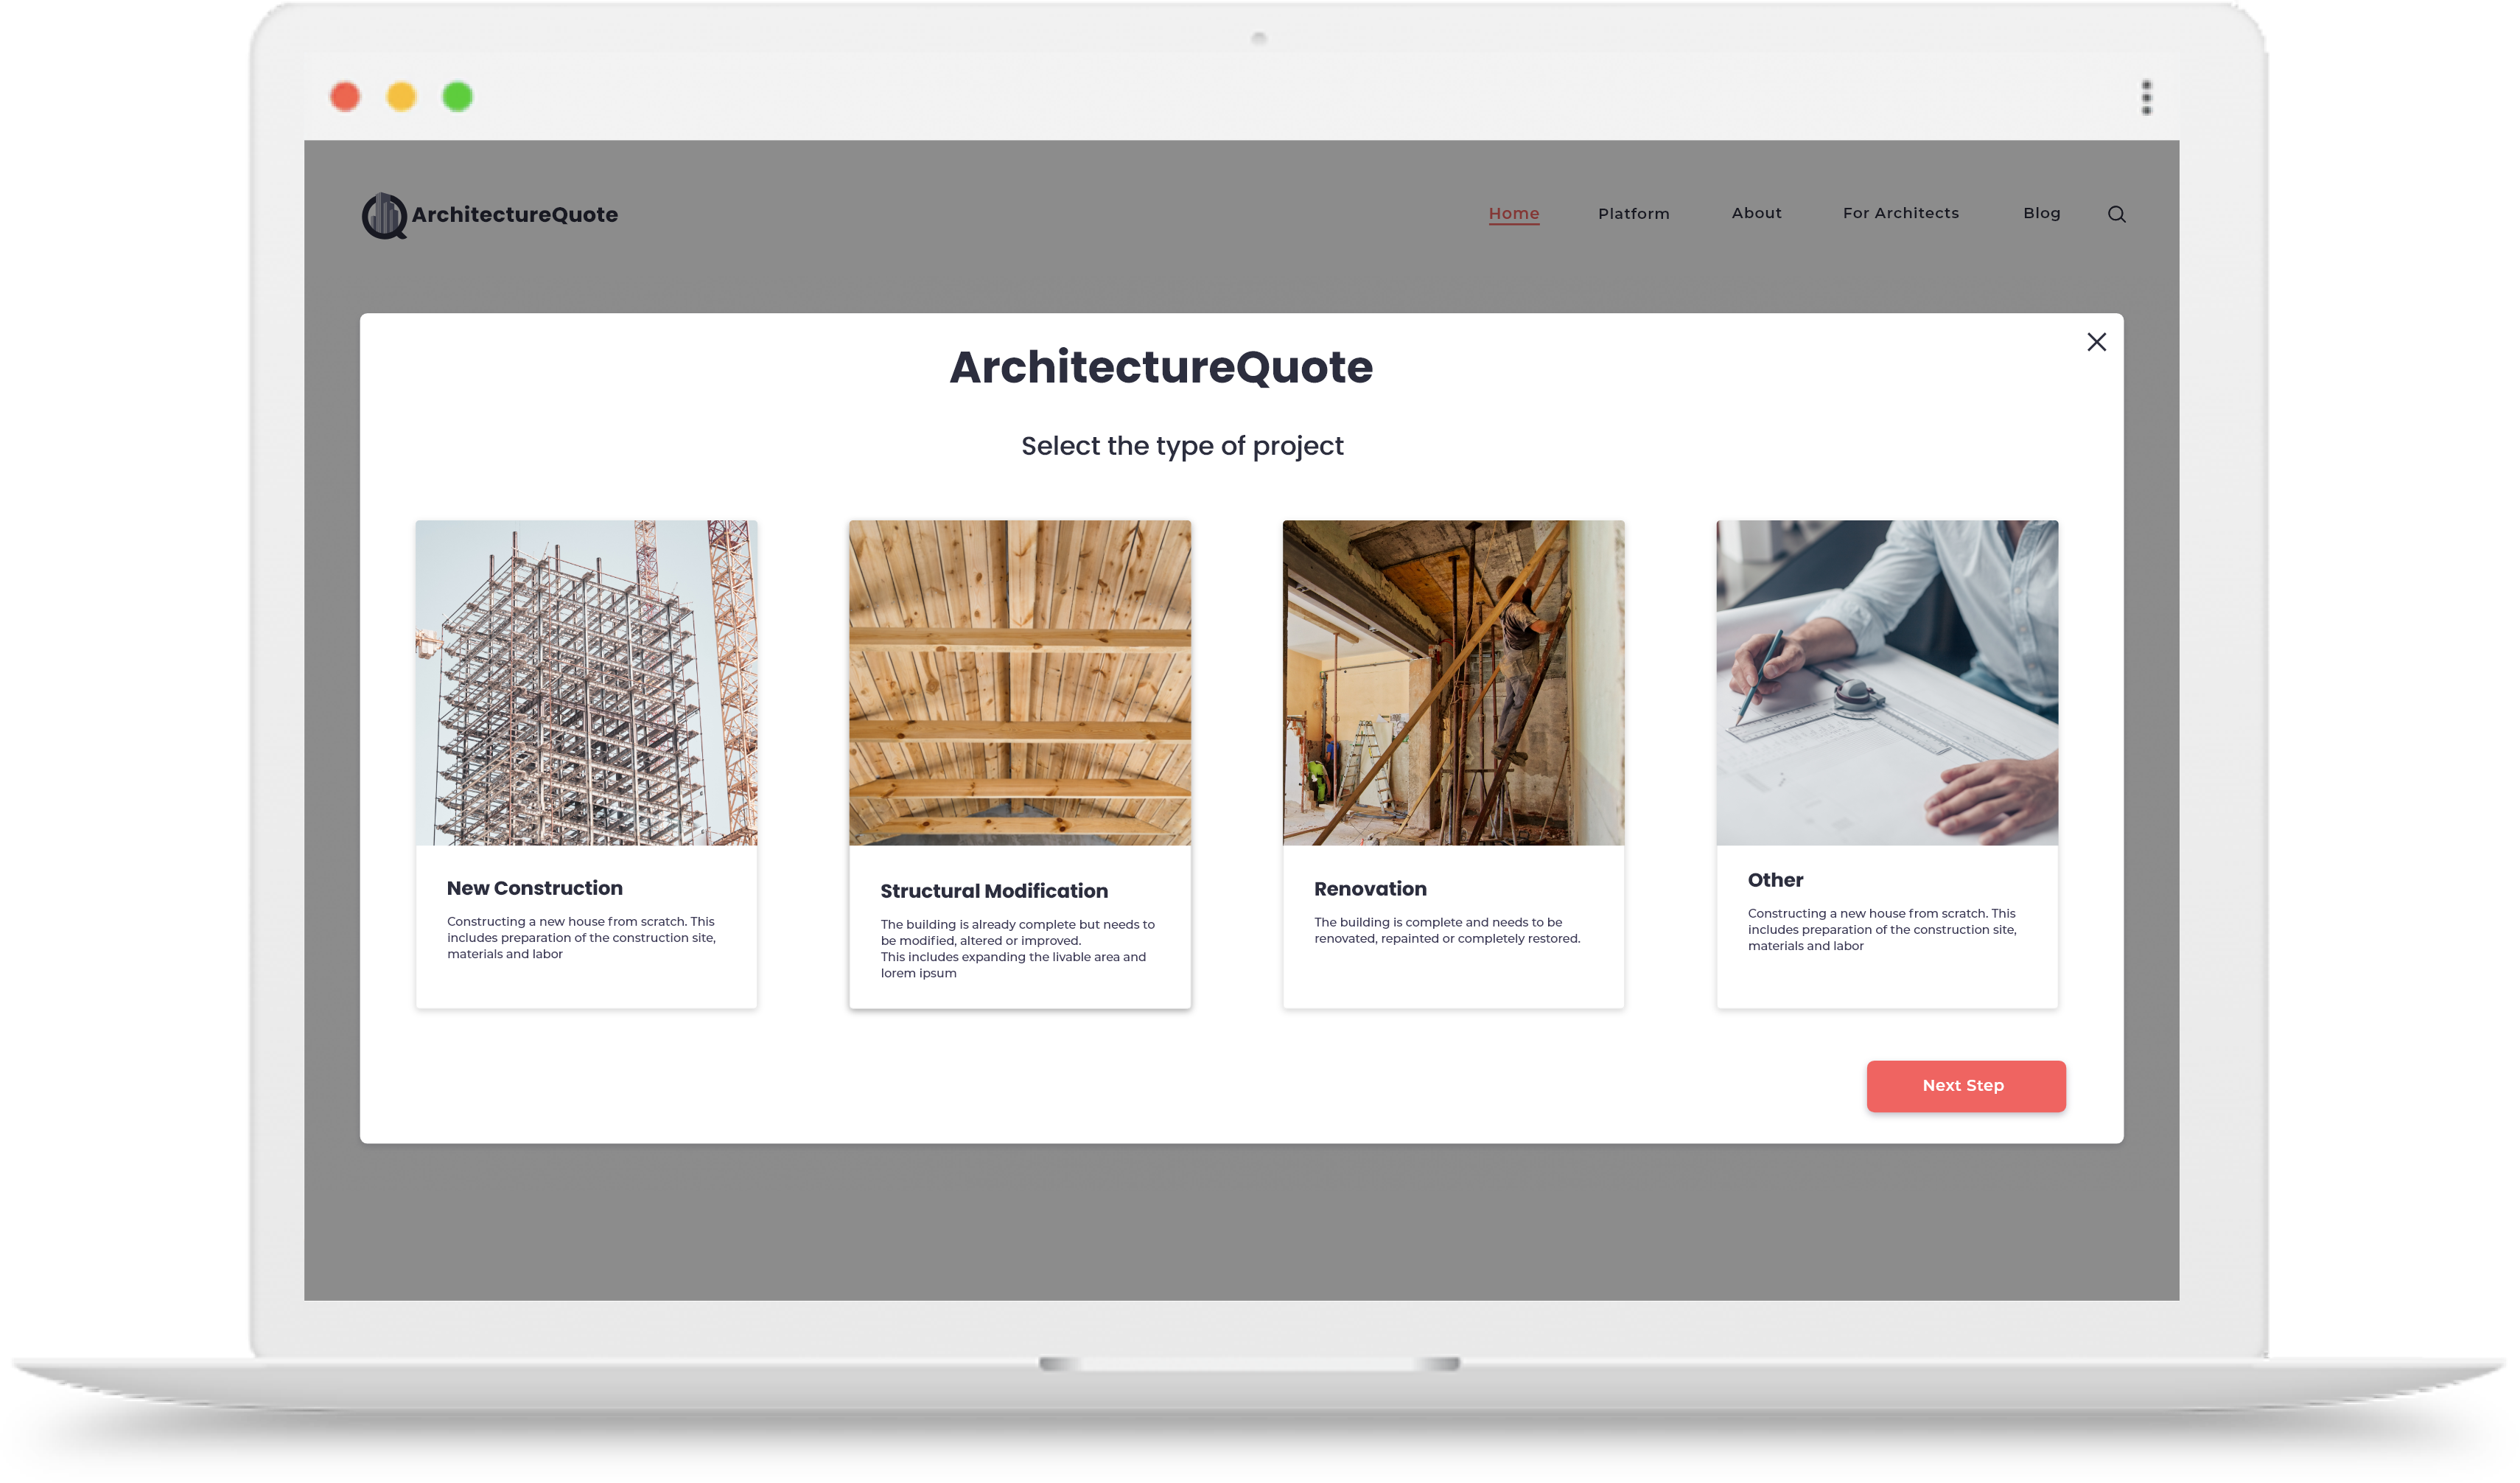 ArchitectureQuote
Home
Platform
About
For Architects
Blog
ArchitectureQuote
Select the type of project
New Construction
Constructing a new house from scratch. This
includes preparation of the construction site,
materials and labor
Structural Modification
The building is already complete but needs to
be modified, altered or improved.
This includes expanding the livable area and
lorem ipsum
Renovation
The building is complete and needs to be
renovated, repainted or completely restored.
Other
Constructing a new house from scratch. This
includes preparation of the construction site,
materials and labor
Next Step